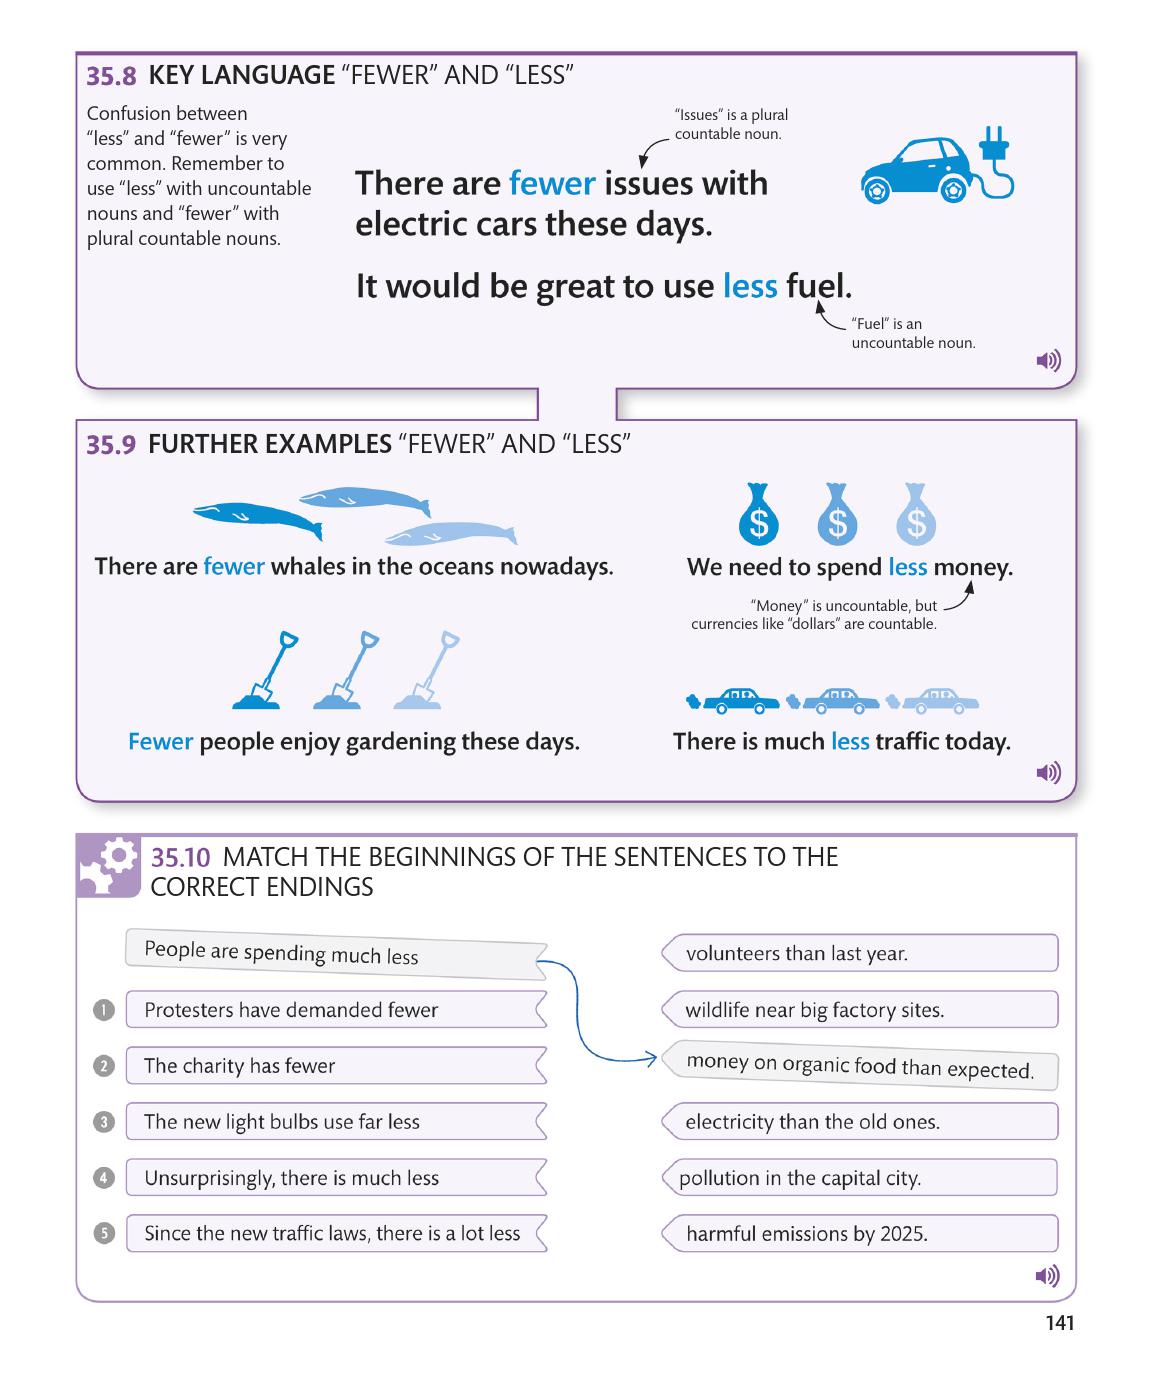 35.8 KEY LANGUAGE “FEWER” AND “LESS”
Confusion between
“less” and “fewer” is very
common. Remember to
use “less” with uncountable
nouns and “fewer” with
plural countable nouns.
“Issues” is a plural
countable noun.
There are fewer issues with
electric cars these days.
It would be great to use less fuel.
“Fuel” is an
uncountable noun.
35.9 FURTHER EXAMPLES “FEWER” AND “LESS”
There are fewer whales in the oceans nowadays.
$ $ $
We need to spend less money.
“Money” is uncountable, but
currencies like “dollars” are countable.
Fewer people enjoy gardening these days.
There is much less traffic today.
35.10 MATCH THE BEGINNINGS OF THE SENTENCES TO THE
CORRECT ENDINGS
People are spending much less
volunteers than last year.
1 Protesters have demanded fewer
wildlife near big factory sites.
2 The charity has fewer
money on organic food than expected.
3 The new light bulbs use far less
electricity than the old ones.
4 Unsurprisingly, there is much less
pollution in the capital city.
5 Since the new traffic laws, there is a lot less
harmful emissions by 2025.
141